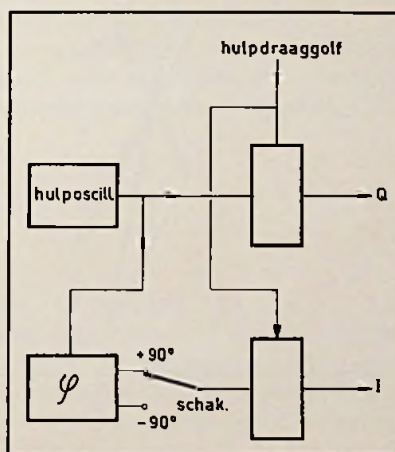 hulpdraaggolf
hulposcill
Q
φ
+90°
-90°
schak.
I